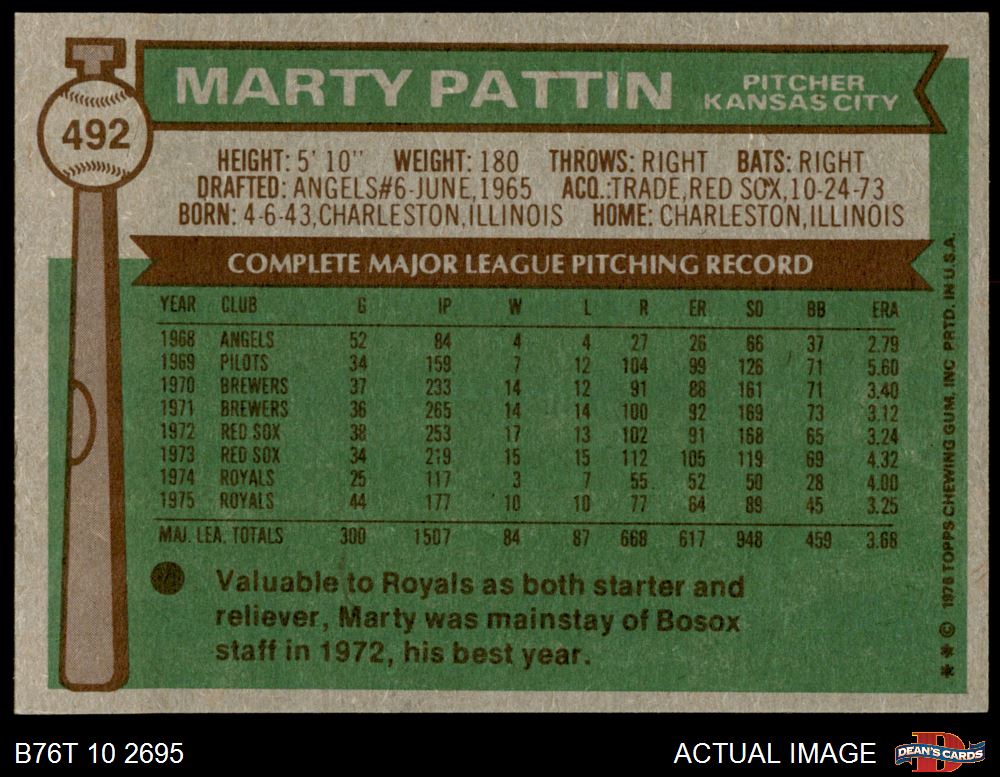 MARTY PATTIN
PITCHER
KANSAS CITY
492
HEIGHT: 5' 10" WEIGHT: 180 THROWS: RIGHT BATS: RIGHT
DRAFTED: ANGELS#6-JUNE,1965 ACQ.:TRADE,RED SOX,10-24-73
BORN: 4-6-43,CHARLESTON,ILLINOIS HOME: CHARLESTON,ILLINOIS
COMPLETE MAJOR LEAGUE PITCHING RECORD
YEAR CLUB G IP W L R ER SO BB ERA
1968 ANGELS 52 84 4 4 27 26 66 37 2.79
1969 PILOTS 34 159 7 12 104 99 126 71 5.60
1970 BREWERS 37 233 14 12 91 88 161 71 3.40
1971 BREWERS 36 265 14 14 100 92 169 73 3.12
1972 RED SOX 38 253 17 13 102 91 168 65 3.24
1973 RED SOX 34 219 15 15 112 105 119 69 4.32
1974 ROYALS 25 117 3 7 55 52 50 28 4.00
1975 ROYALS 44 177 10 10 77 64 89 45 3.25
MAJ. LEA. TOTALS 300 1507 84 87 668 617 948 459 3.68
Valuable to Royals as both starter and
reliever, Marty was mainstay of Bosox
staff in 1972, his best year.
** © 1976 TOPPS CHEWING GUM, INC PRTD. IN U.S.A.
B76T 10 2695
ACTUAL IMAGE
DEAN'S CARDS